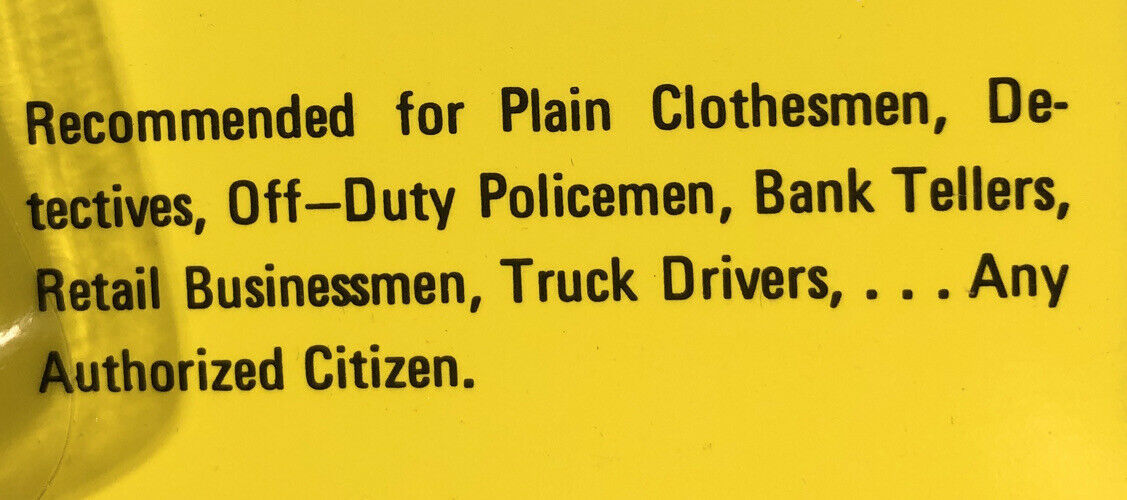 Recommended for Plain Clothesmen, De-
tectives, Off—Duty Policemen, Bank Tellers,
Retail Businessmen, Truck Drivers, . . . Any
Authorized Citizen.